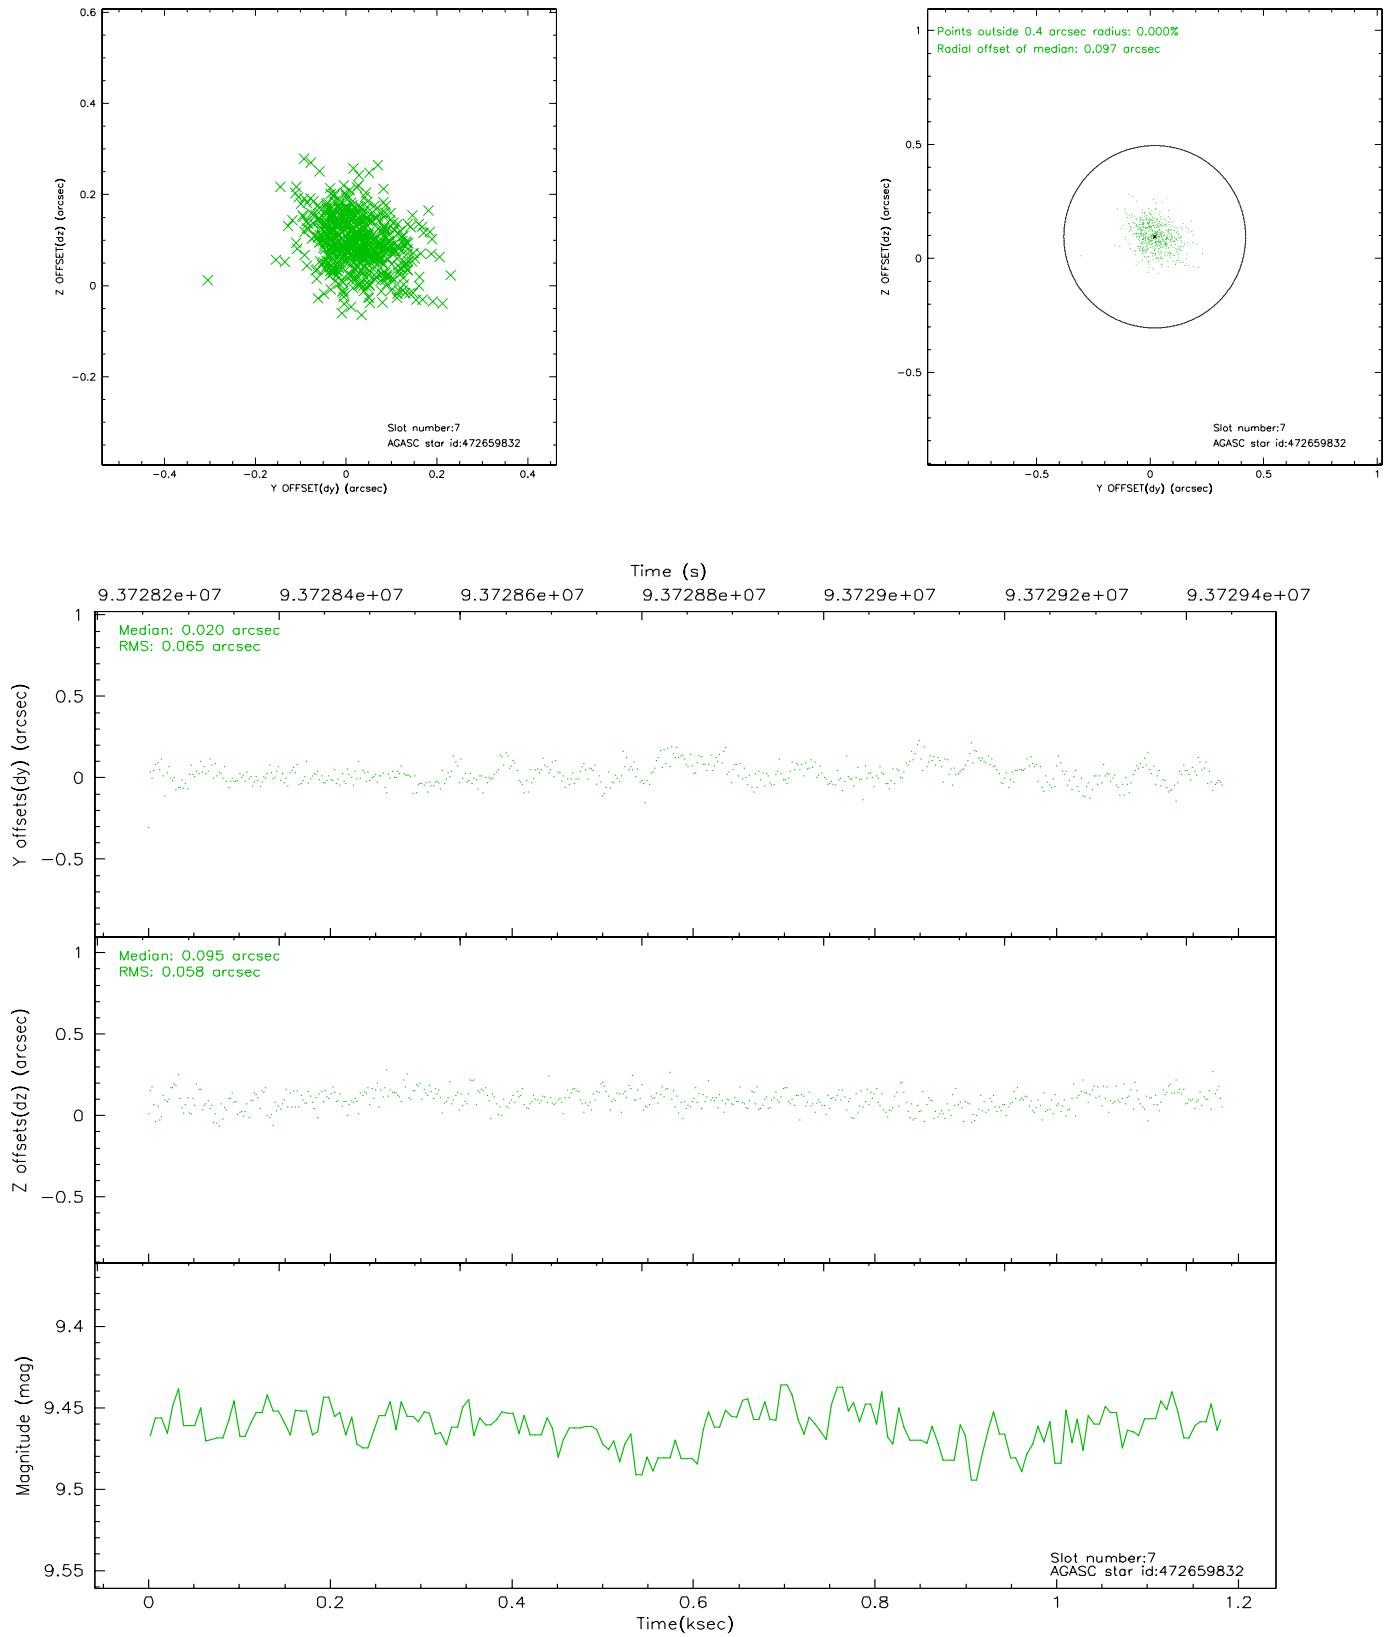 0.6
0.4
0.2
0
−0.2
Z OFFSET(dz) (arcsec)
Slot number:7
AGASC star id:472659832
−0.4 −0.2 0 0.2 0.4
Y OFFSET(dy) (arcsec)
Points outside 0.4 arcsec radius: 0.000%
Radial offset of median: 0.097 arcsec
1
0.5
0
−0.5
Z OFFSET(dz) (arcsec)
Slot number:7
AGASC star id:472659832
−0.5 0 0.5 1
Y OFFSET(dy) (arcsec)
Time (s)
9.37282e+07 9.37284e+07 9.37286e+07 9.37288e+07 9.3729e+07 9.37292e+07 9.37294e+07
Median: 0.020 arcsec
RMS: 0.065 arcsec
1
0.5
0
−0.5
Y offsets(dy) (arcsec)
Median: 0.095 arcsec
RMS: 0.058 arcsec
1
0.5
0
−0.5
Z offsets(dz) (arcsec)
9.4
9.45
9.5
9.55
Magnitude (mag)
Slot number:7
AGASC star id:472659832
0 0.2 0.4 0.6 0.8 1 1.2
Time(ksec)